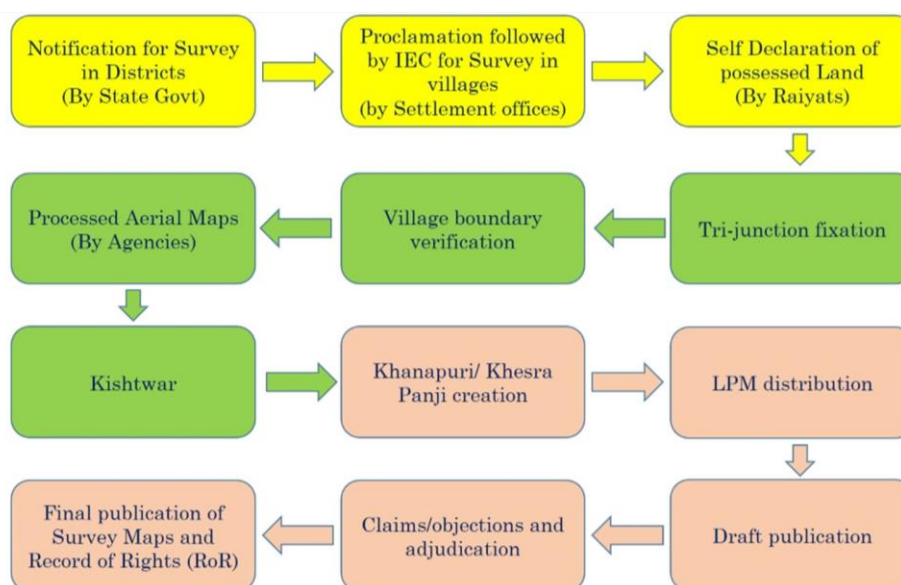 Notification for Survey
in Districts
(By State Govt)
Proclamation followed
by IEC for Survey in
villages
(by Settlement offices)
Self Declaration of
possessed Land
(By Raiyats)
Tri-junction fixation
Village boundary
verification
Processed Aerial Maps
(By Agencies)
Kishtwar
Khanapuri/ Khesra
Panji creation
LPM distribution
Draft publication
Claims/objections and
adjudication
Final publication of
Survey Maps and
Record of Rights (RoR)